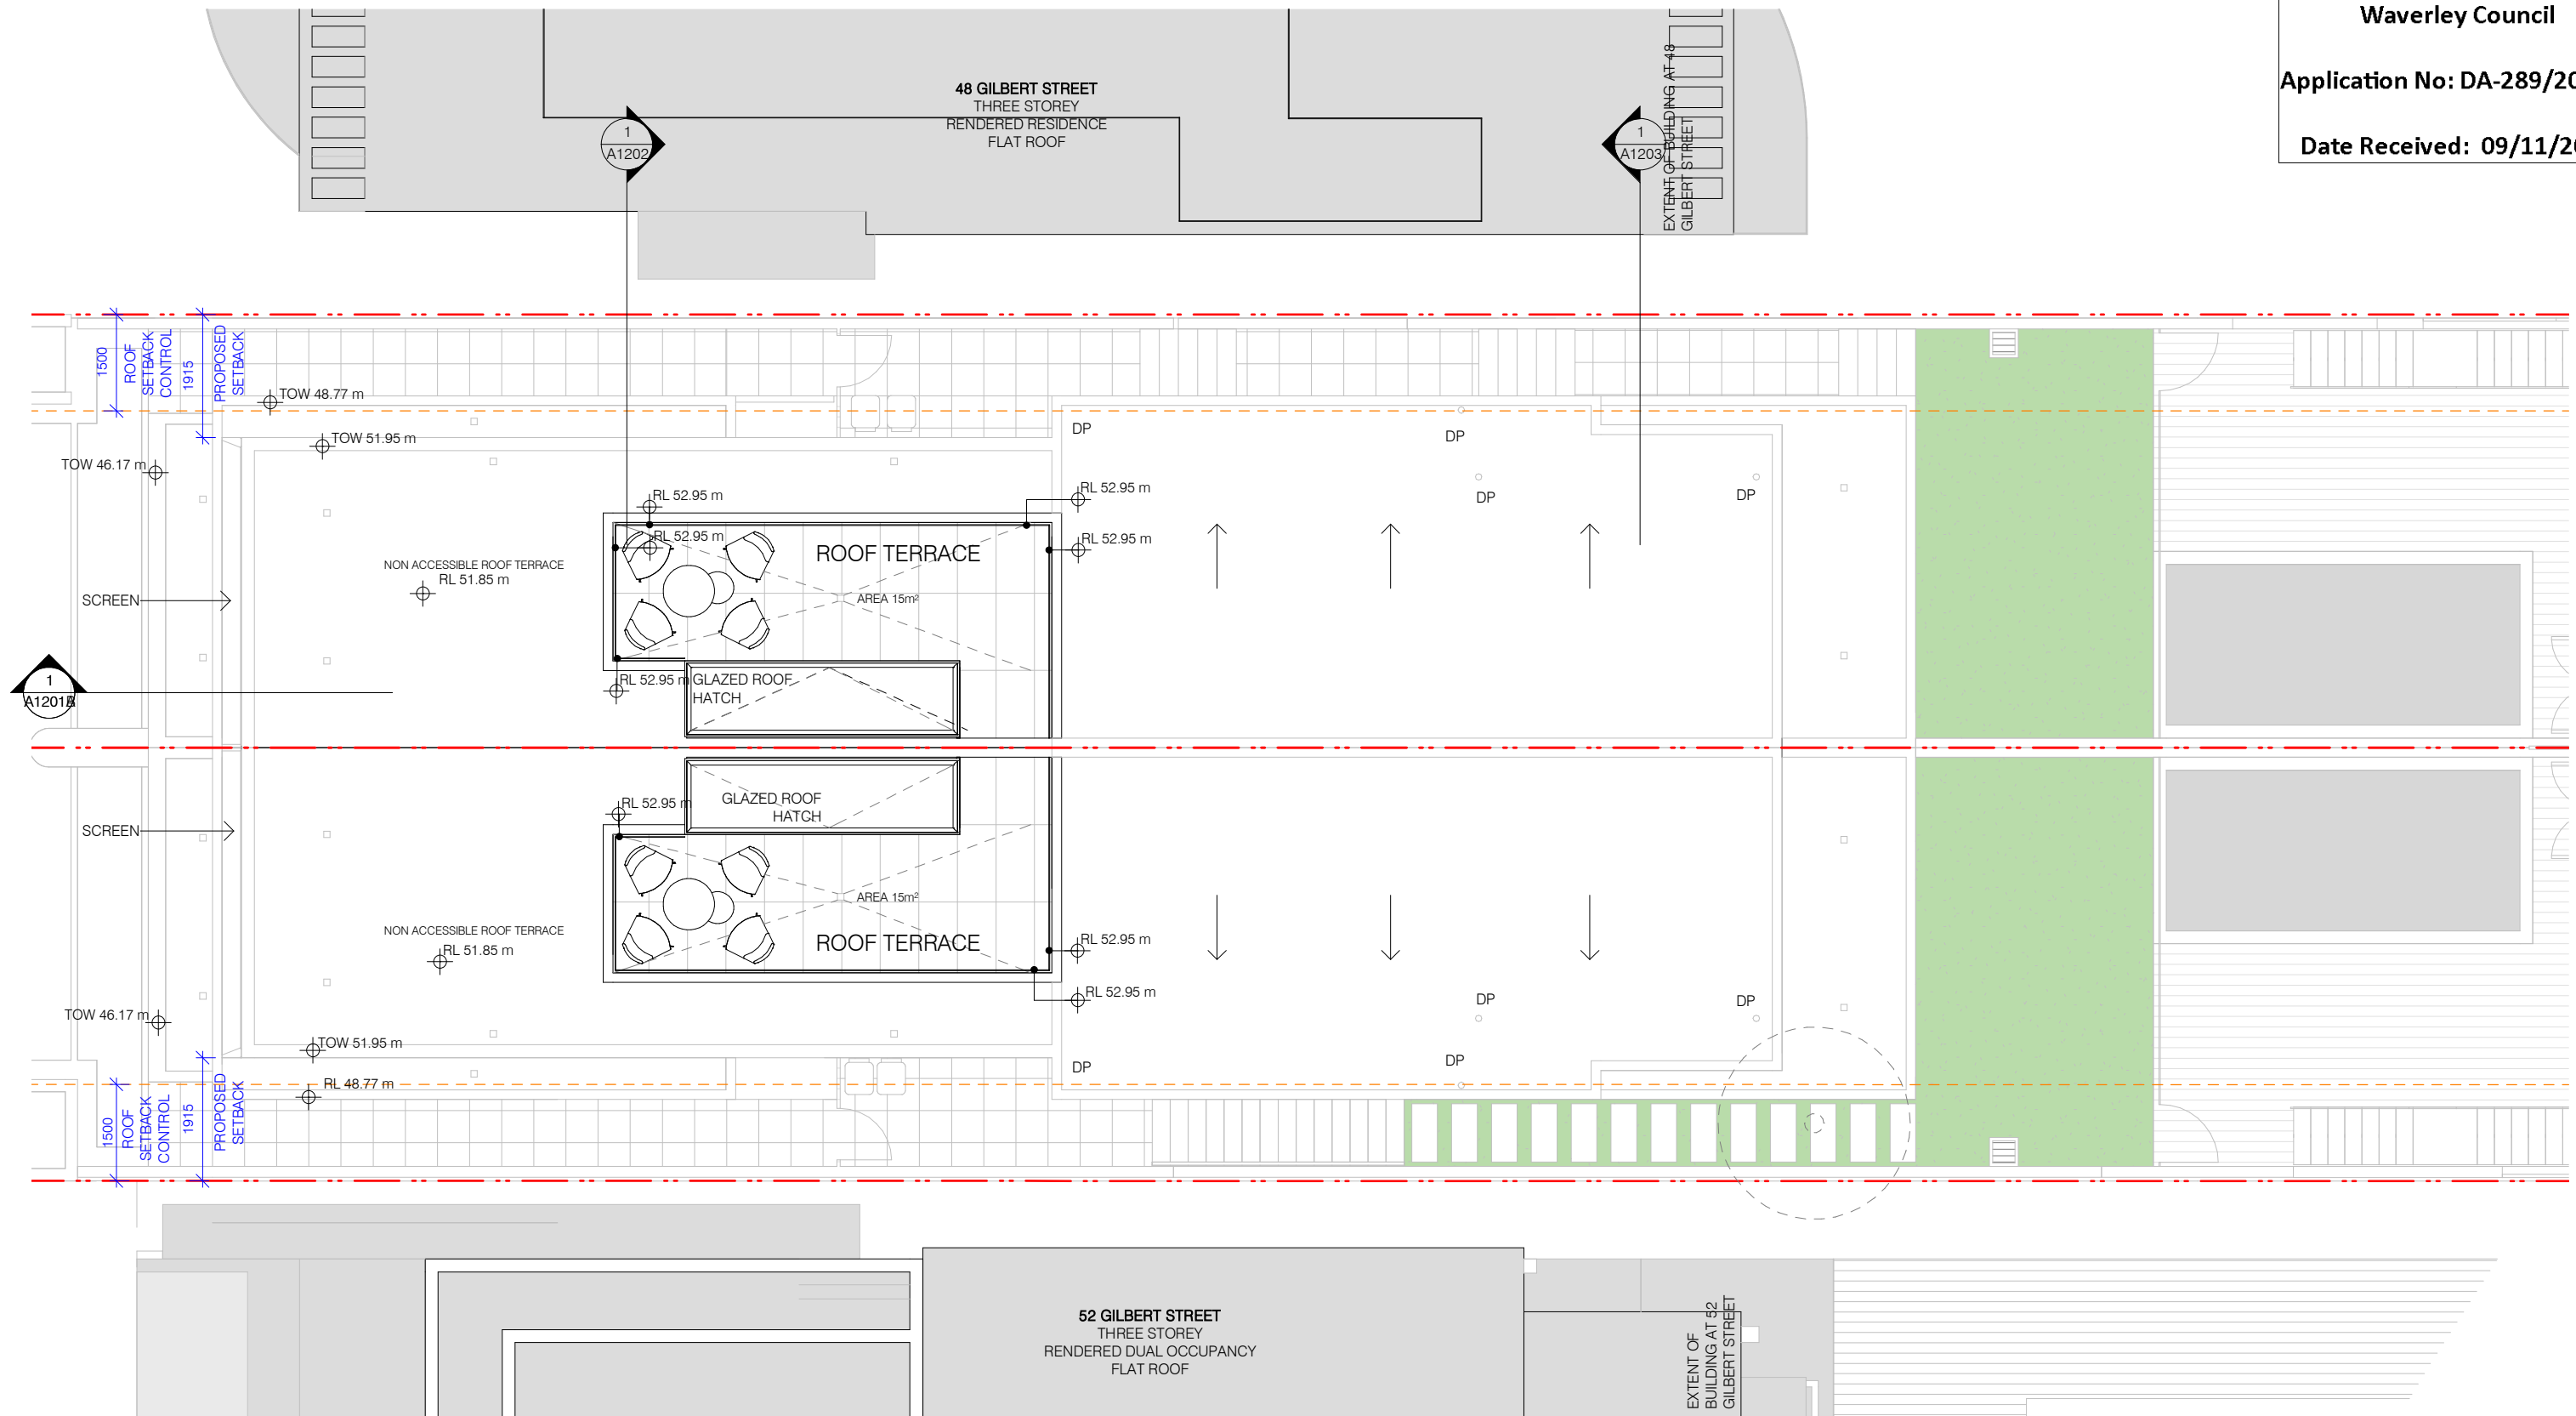 Waverley Council
Application No: DA-289/20
Date Received: 09/11/20
48 GILBERT STREET
THREE STOREY
RENDERED RESIDENCE
FLAT ROOF
1
A1202
1
A1203
EXTENT OF BUILDING AT 48
GILBERT STREET
1500
ROOF
SETBACK
CONTROL
1915
PROPOSED
SETBACK
TOW 48.77 m
TOW 51.95 m
TOW 46.17 m
DP
DP
DP
DP
RL 52.95 m
RL 52.95 m
RL 52.95 m
RL 52.95 m
ROOF TERRACE
AREA 15m²
NON ACCESSIBLE ROOF TERRACE
RL 51.85 m
SCREEN
RL 52.95 m
GLAZED ROOF
HATCH
1
GLAZED ROOF
HATCH
RL 52.95 m
SCREEN
AREA 15m²
ROOF TERRACE
NON ACCESSIBLE ROOF TERRACE
RL 51.85 m
RL 52.95 m
RL 52.95 m
DP
DP
DP
DP
TOW 46.17 m
TOW 51.95 m
RL 48.77 m
1500
ROOF
SETBACK
CONTROL
1915
PROPOSED
SETBACK
52 GILBERT STREET
THREE STOREY
RENDERED DUAL OCCUPANCY
FLAT ROOF
EXTENT OF
BUILDING AT 52
GILBERT STREET